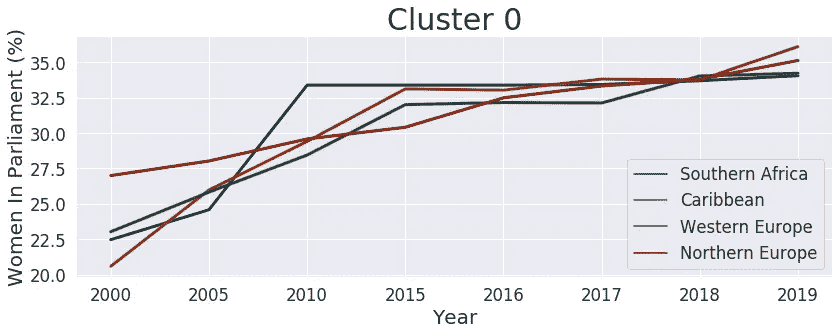 Cluster 0
Women In Parliament (%)
35.0
32.5
30.0
27.5
25.0
22.5
20.0
Southern Africa
Caribbean
Western Europe
Northern Europe
2000 2005 2010 2015 2016 2017 2018 2019
Year